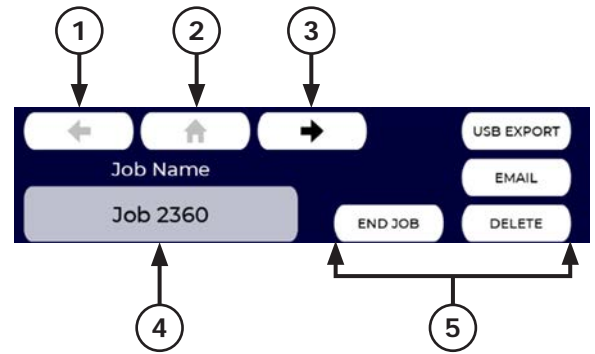 1 2 3
USB EXPORT
Job Name
EMAIL
Job 2360
END JOB
DELETE
4 5